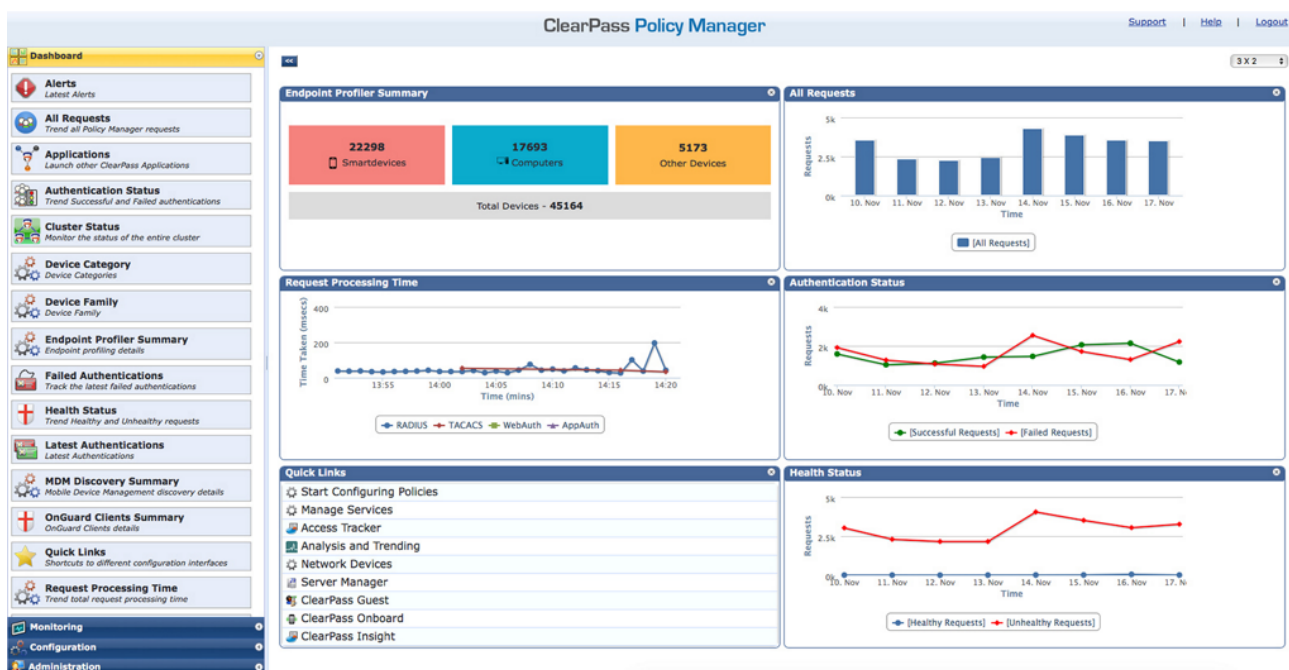 ClearPass Policy Manager
Support | Help | Logout
Dashboard
3 X 2
Alerts
Latest Alerts
All Requests
Trend all Policy Manager requests
Applications
Launch other ClearPass Applications
Authentication Status
Trend Successful and Failed authentications
Cluster Status
Monitor the status of the entire cluster
Device Category
Device Categories
Device Family
Device Family
Endpoint Profiler Summary
Endpoint profiling details
Failed Authentications
Track the latest failed authentications
Health Status
Trend Healthy and Unhealthy requests
Latest Authentications
Latest Authentications
MDM Discovery Summary
Mobile Device Management discovery details
OnGuard Clients Summary
OnGuard Clients details
Quick Links
Shortcuts to different configuration interfaces
Request Processing Time
Trend total request processing time
Monitoring
Configuration
Administration
<<
Endpoint Profiler Summary
22298
Smartdevices
17693
Computers
5173
Other Devices
Total Devices - 45164
All Requests
Requests
5k
2.5k
0k
10. Nov 11. Nov 12. Nov 13. Nov 14. Nov 15. Nov 16. Nov 17. Nov
Time
[All Requests]
Request Processing Time
Time Taken (msecs)
400
200
0
13:55 14:00 14:05 14:10 14:15 14:20
Time (mins)
RADIUS TACACS WebAuth AppAuth
Authentication Status
Requests
4k
2k
0k
10. Nov 11. Nov 12. Nov 13. Nov 14. Nov 15. Nov 16. Nov 17. N
Time
[Successful Requests] [Failed Requests]
Quick Links
Start Configuring Policies
Manage Services
Access Tracker
Analysis and Trending
Network Devices
Server Manager
ClearPass Guest
ClearPass Onboard
ClearPass Insight
Health Status
Requests
5k
2.5k
0k
10. Nov 11. Nov 12. Nov 13. Nov 14. Nov 15. Nov 16. Nov 17. N
Time
[Healthy Requests] [Unhealthy Requests]